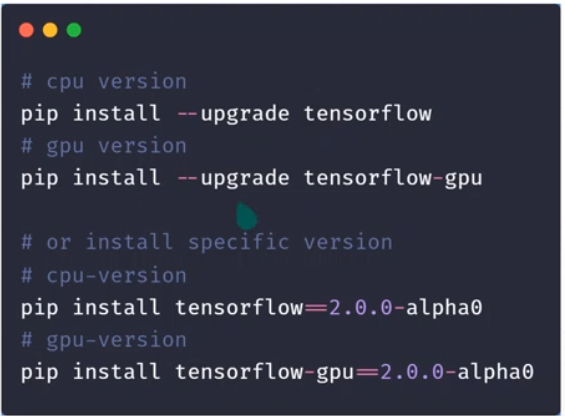 # cpu version
pip install --upgrade tensorflow
# gpu version
pip install --upgrade tensorflow-gpu
# or install specific version
# cpu-version
pip install tensorflow==2.0.0-alpha0
# gpu-version
pip install tensorflow-gpu==2.0.0-alpha0